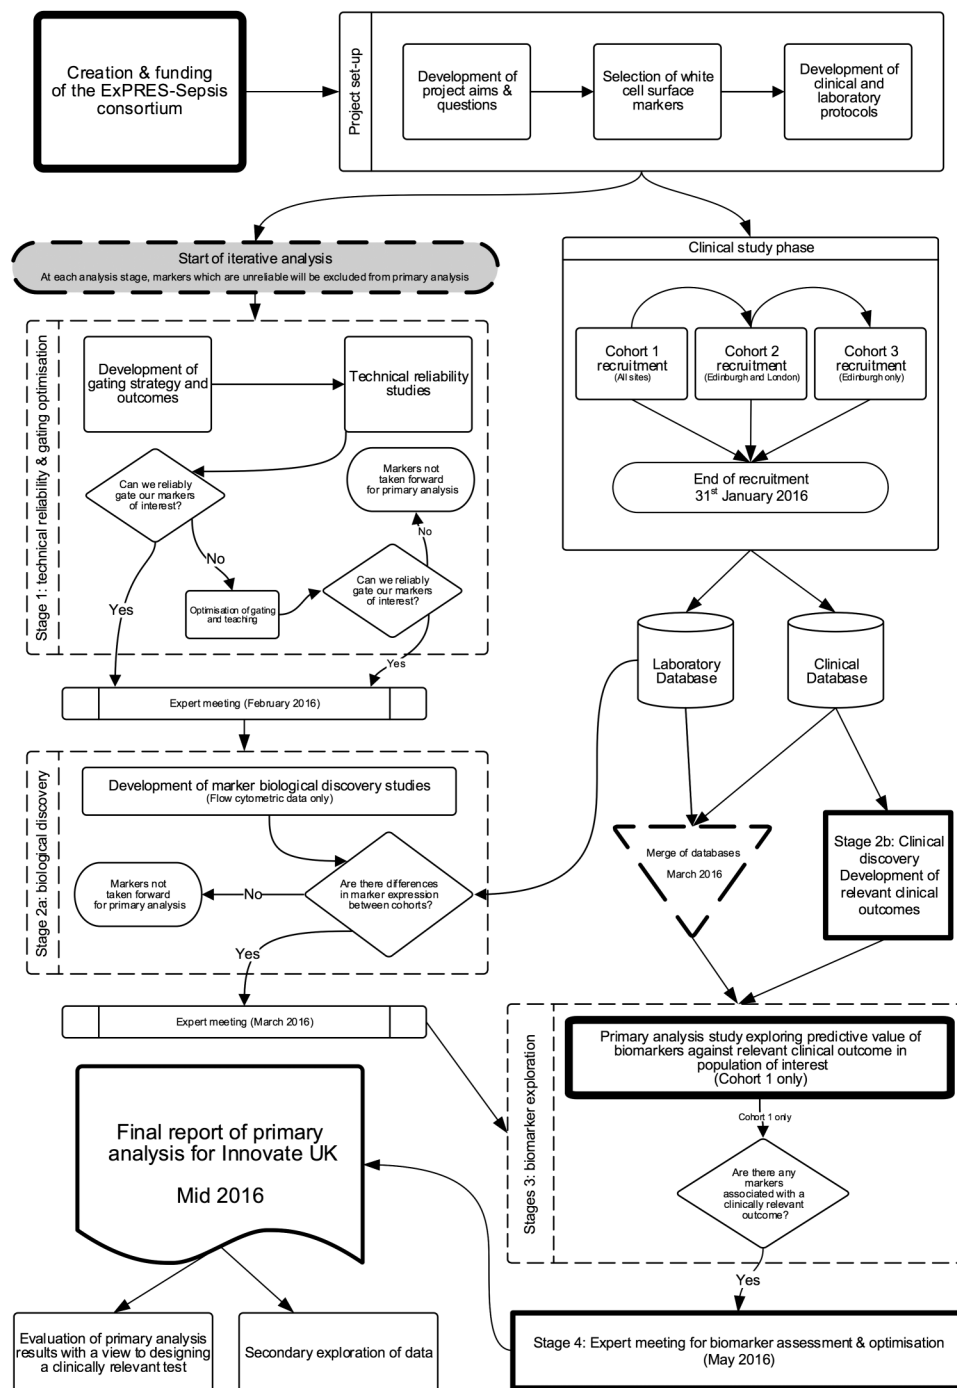 Creation & funding
of the ExPRES-Sepsis
consortium
Project set-up
Development of
project aims &
questions
Selection of white
cell surface
markers
Development of
clinical and
laboratory
protocols
Start of iterative analysis
At each analysis stage, markers which are unreliable will be excluded from primary analysis
Clinical study phase
Cohort 1
recruitment
(All sites)
Cohort 2
recruitment
(Edinburgh and London)
Cohort 3
recruitment
(Edinburgh only)
End of recruitment
31st January 2016
Stage 1: technical reliability & gating optimisation
Development of
gating strategy and
outcomes
Technical reliability
studies
Can we reliably
gate our markers
of interest?
Markers not
taken forward
for primary analysis
No
No
Optimisation of gating
and teaching
Can we reliably
gate our markers
of interest?
Yes
Yes
Expert meeting (February 2016)
Laboratory
Database
Clinical
Database
Stage 2a: biological discovery
Development of marker biological discovery studies
(Flow cytometric data only)
Markers not
taken forward
for primary analysis
No
Are there differences
in marker expression
between cohorts?
Yes
Expert meeting (March 2016)
Merge of databases
March 2016
Stage 2b: Clinical
discovery
Development of
relevant clinical
outcomes
Stages 3: biomarker exploration
Primary analysis study exploring predictive value of
biomarkers against relevant clinical outcome in
population of interest
(Cohort 1 only)
Cohort 1 only
Are there any
markers
associated with a
clinically relevant
outcome?
Yes
Stage 4: Expert meeting for biomarker assessment & optimisation
(May 2016)
Final report of primary
analysis for Innovate UK
Mid 2016
Evaluation of primary analysis
results with a view to designing
a clinically relevant test
Secondary exploration of data